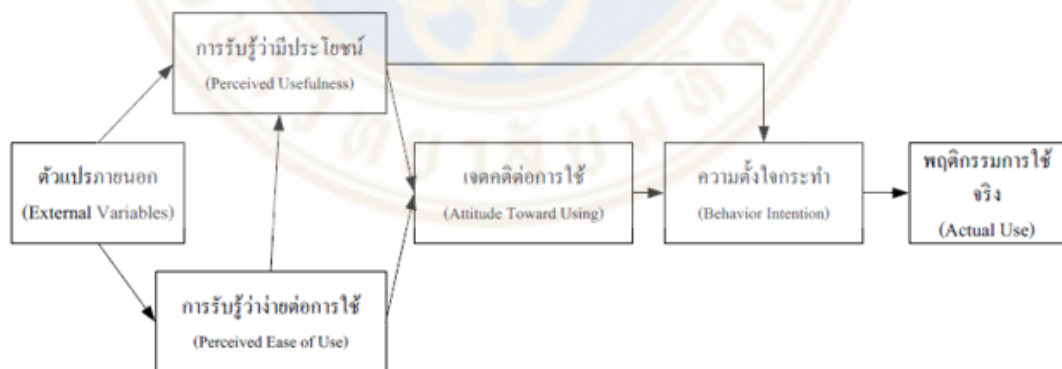 การรับรู้ว่ามีประโยชน์
(Perceived Usefulness)
ตัวแปรภายนอก
(External Variables)
เจตคติต่อการใช้
(Attitude Toward Using)
ความตั้งใจกระทำ
(Behavior Intention)
พฤติกรรมการใช้
จริง
(Actual Use)
การรับรู้ว่าง่ายต่อการใช้
(Perceived Ease of Use)